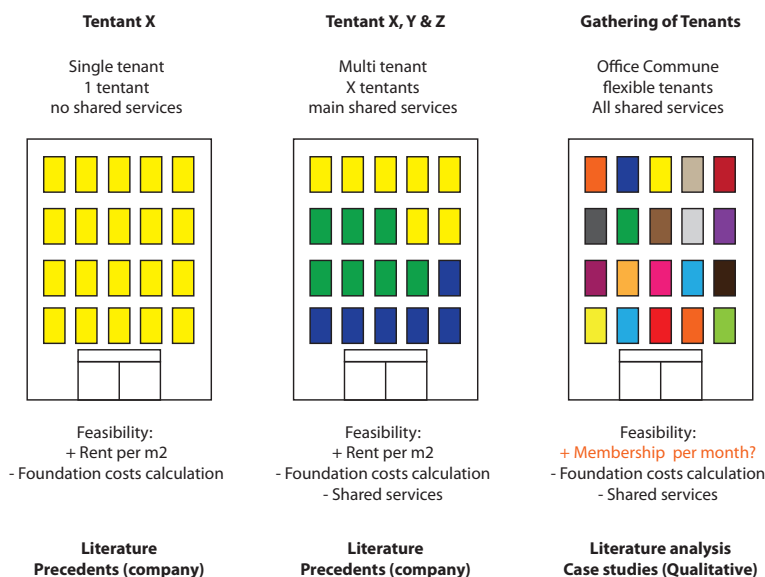 Tentant X
Single tenant
1 tentant
no shared services
Feasibility:
+ Rent per m2
- Foundation costs calculation
Literature
Precedents (company)
Tentant X, Y & Z
Multi tenant
X tentants
main shared services
Feasibility:
+ Rent per m2
- Foundation costs calculation
- Shared services
Literature
Precedents (company)
Gathering of Tenants
Office Commune
flexible tenants
All shared services
Feasibility:
+ Membership per month?
- Foundation costs calculation
- Shared services
Literature analysis
Case studies (Qualitative)